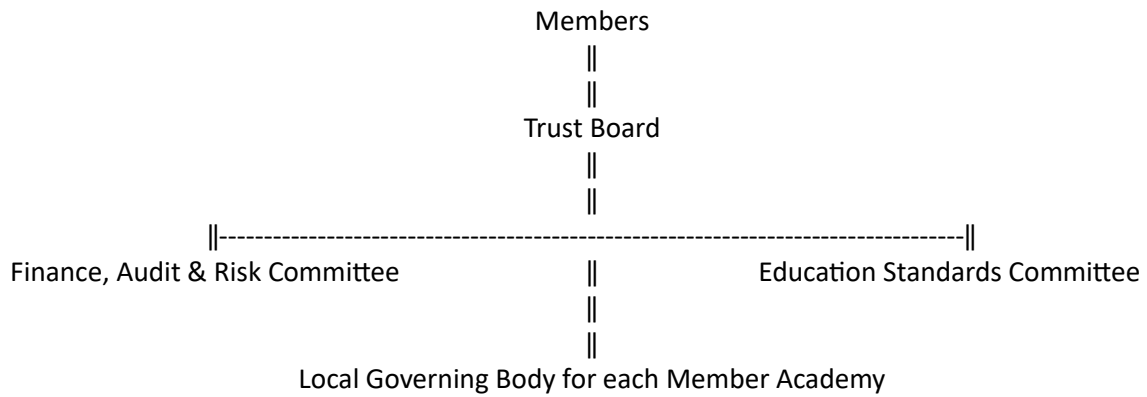 Members
||
||
Trust Board
||
||
||-----------------------------------------------------------------------------------||
Finance, Audit & Risk Committee || Education Standards Committee
||
||
Local Governing Body for each Member Academy